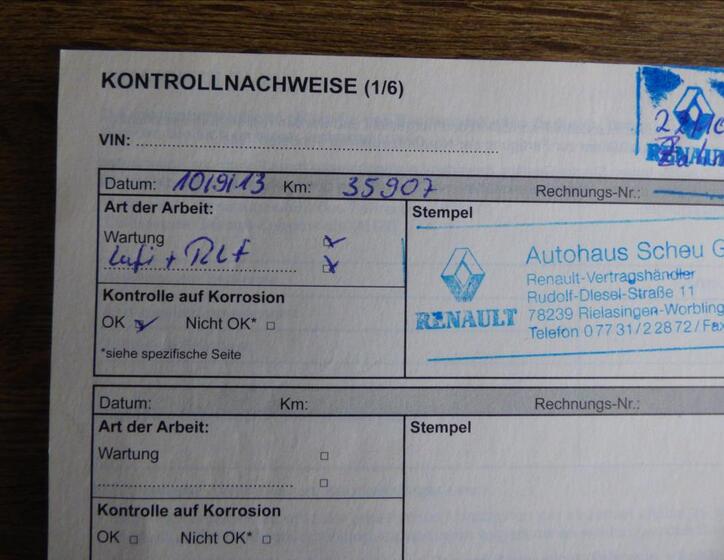 KONTROLLNACHWEISE (1/6)
RENAULT
VIN:
Datum: 10/9/13 Km: 35907 Rechnungs-Nr.:
Art der Arbeit:
Stempel
Wartung
Lufi + RLF
Autohaus Scheu G
Renault-Vertragshändler
Rudolf-Diesel-Straße 11
78239 Rielasingen-Worbling
Telefon 0 77 31 / 2 28 72 / Fax
RENAULT
Kontrolle auf Korrosion
OK Nicht OK*
*siehe spezifische Seite
Datum: Km: Rechnungs-Nr.:
Art der Arbeit:
Stempel
Wartung
Kontrolle auf Korrosion
OK Nicht OK*